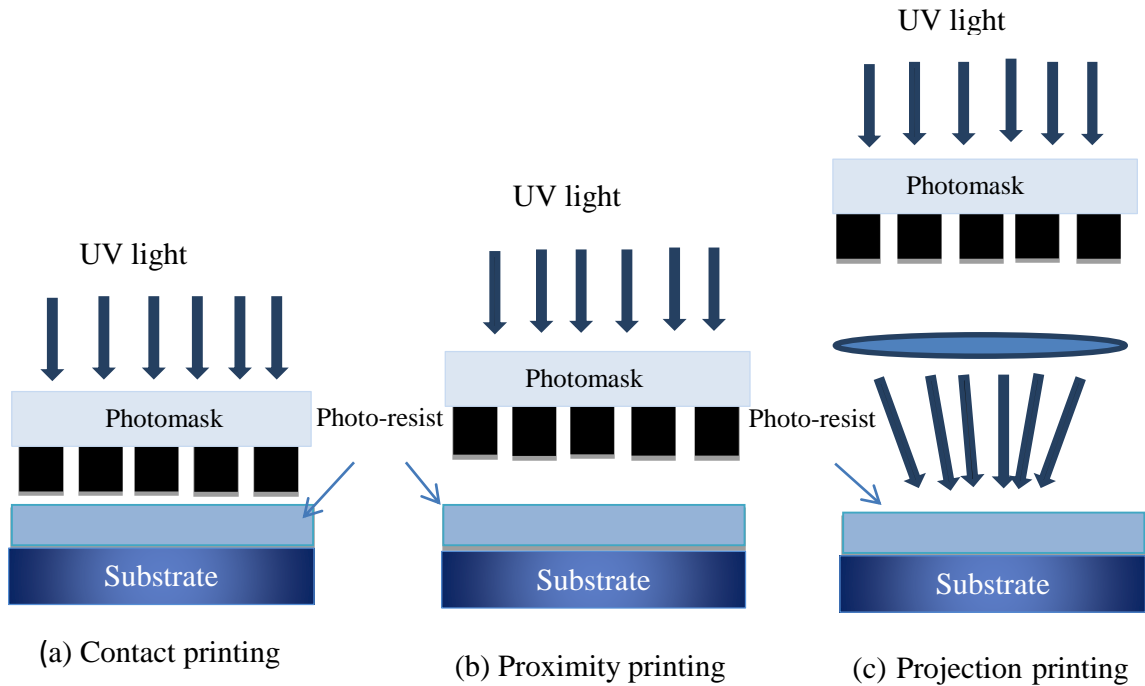 UV light
Photomask
Photo-resist
Substrate
(a) Contact printing
UV light
Photomask
Photo-resist
Substrate
(b) Proximity printing
UV light
Photomask
Substrate
(c) Projection printing